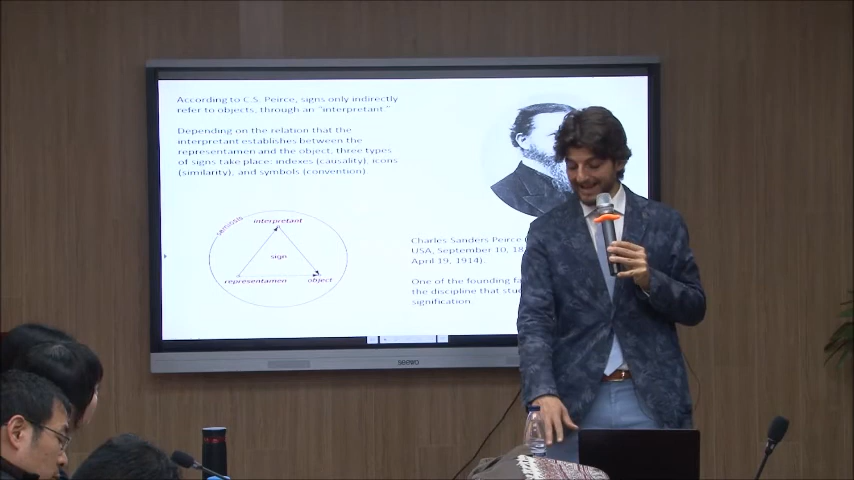 According to C.S. Peirce, signs only indirectly
refer to objects, through an "interpretant."
Depending on the relation that the
interpretant establishes between the
representamen and the object, three types
of signs take place: indexes (causality), icons
(similarity), and symbols (convention)
semiosis
interpretant
sign
representamen
object
Charles Sanders Peirce (
USA, September 10, 18
April 19, 1914).
One of the founding fa
the discipline that stu
signification
seewo